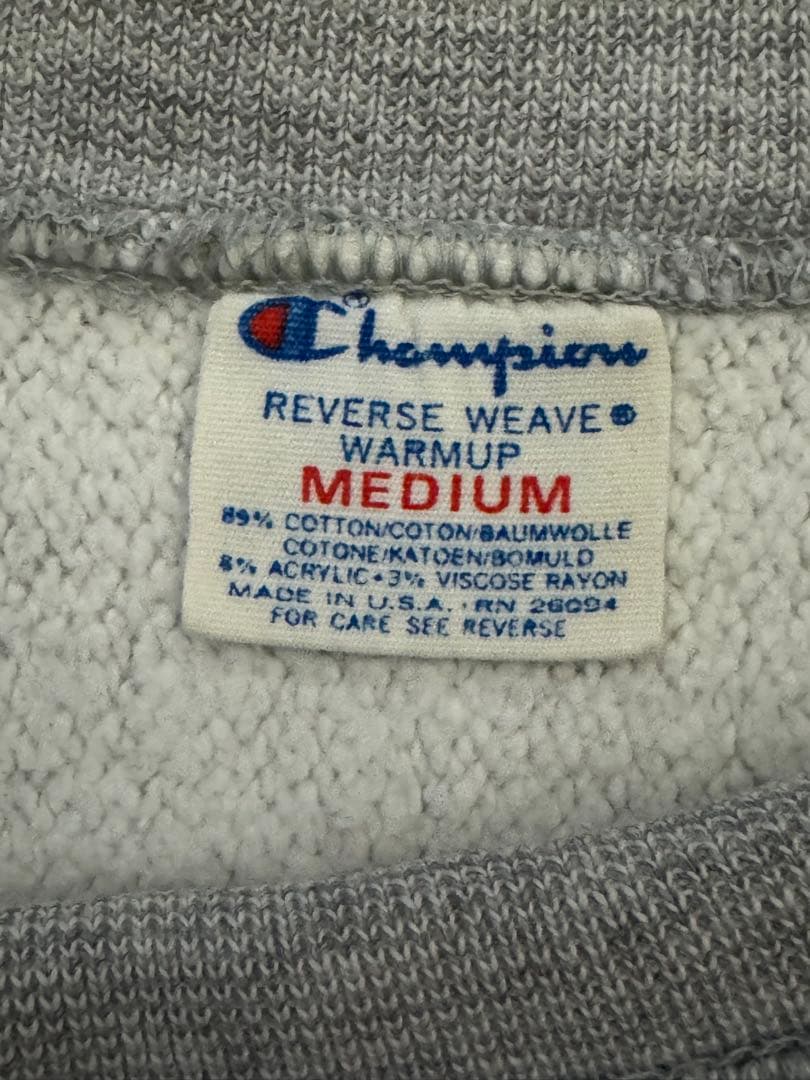 Champion
REVERSE WEAVE®
WARMUP
MEDIUM
89% COTTON/COTON/BAUMWOLLE
COTONE/KATOEN/BOMULD
8% ACRYLIC•3% VISCOSE RAYON
MADE IN U.S.A. • RN 26094
FOR CARE SEE REVERSE